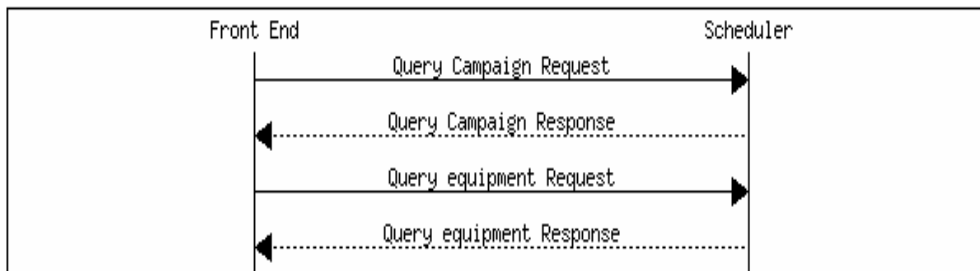 Front End Scheduler
Query Campaign Request
Query Campaign Response
Query equipment Request
Query equipment Response